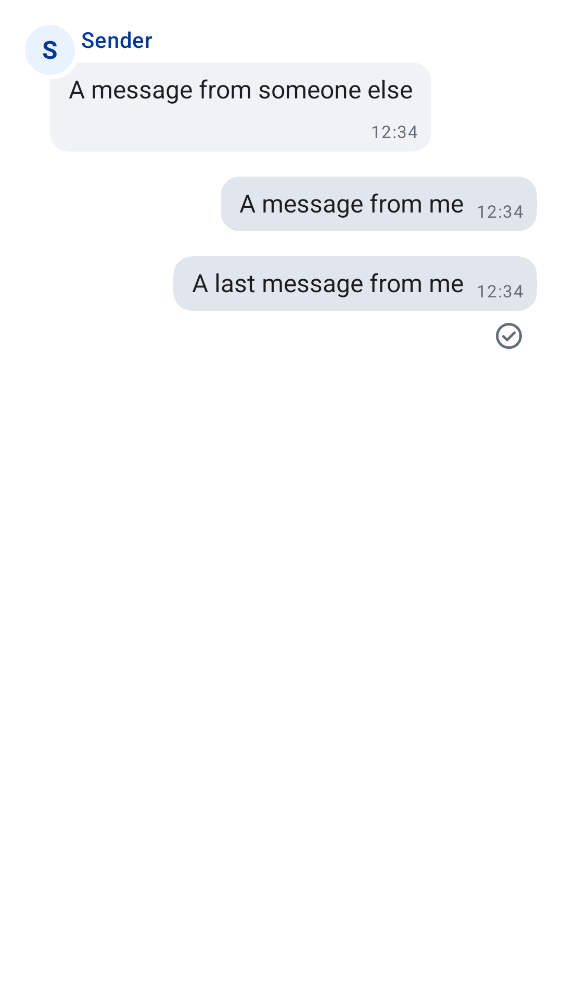 S
Sender
A message from someone else
12:34
A message from me 12:34
A last message from me 12:34